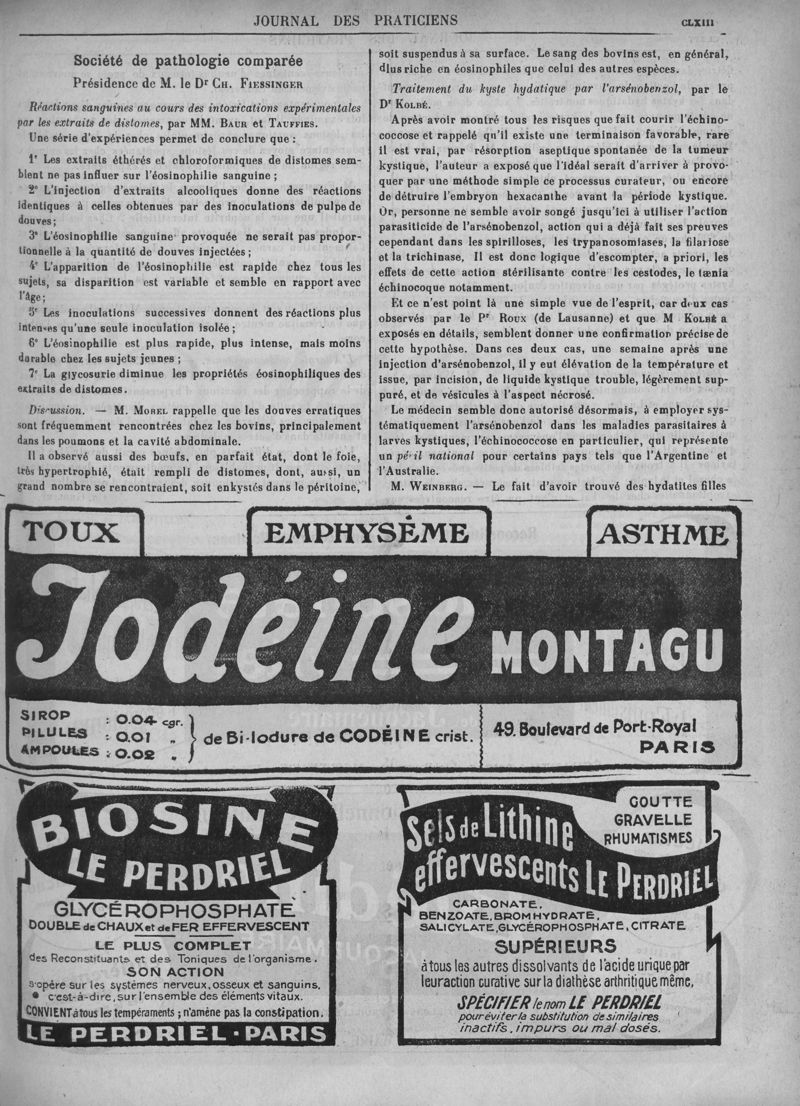 JOURNAL DES PRATICIENS
CLXIII
Société de pathologie comparée
Présidence de M. le Dr CH. FIESSINGER
Réactions sanguines au cours des intoxications expérimentales
par les extraits de distomes, par MM. BAUR et TAUFFIES.
Une série d'expériences permet de conclure que :
1° Les extraits éthérés et chloroformiques de distomes sem-
blent ne pas influer sur l'éosinophilie sanguine ;
2° L'injection d'extraits alcooliques donne des réactions
identiques à celles obtenues par des inoculations de pulpe de
douves ;
3° L'éosinophilie sanguine provoquée ne serait pas propor-
tionnelle à la quantité de douves injectées ;
4° L'apparition de l'éosinophilie est rapide chez tous les
sujets, sa disparition est variable et semble en rapport avec
l'âge ;
5° Les inoculations successives donnent des réactions plus
intenses qu'une seule inoculation isolée ;
6° L'éosinophilie est plus rapide, plus intense, mais moins
durable chez les sujets jeunes ;
7° La glycosurie diminue les propriétés éosinophiliques des
extraits de distomes.
Discussion. — M. MOREL rappelle que les douves erratiques
sont fréquemment rencontrées chez les bovins, principalement
dans les poumons et la cavité abdominale.
Il a observé aussi des bœufs, en parfait état, dont le foie,
très hypertrophié, était rempli de distomes, dont, aussi, un
grand nombre se rencontraient, soit enkystés dans le péritoine,
soit suspendus à sa surface. Le sang des bovins est, en général,
plus riche en éosinophiles que celui des autres espèces.
Traitement du kyste hydatique par l'arsénobenzol, par le
Dr KOLBÉ.
Après avoir montré tous les risques que fait courir l'échino-
coccose et rappelé qu'il existe une terminaison favorable, rare
il est vrai, par résorption aseptique spontanée de la tumeur
kystique, l'auteur a exposé que l'idéal serait d'arriver à provo-
quer par une méthode simple ce processus curateur, ou encore
de détruire l'embryon hexacanthe avant la période kystique.
Or, personne ne semble avoir songé jusqu'ici à utiliser l'action
parasiticide de l'arsénobenzol, action qui a déjà fait ses preuves
cependant dans les spirilloses, les trypanosomiases, la filariose
et la trichinase, Il est donc logique d'escompter, a priori, les
effets de cette action stérilisante contre les cestodes, le tænia
échinocoque notamment.
Et ce n'est point là une simple vue de l'esprit, car deux cas
observés par le Pr ROUX (de Lausanne) et que M KOLBÉ a
exposés en détails, semblent donner une confirmation précise de
cette hypothèse. Dans ces deux cas, une semaine après une
injection d'arsénobenzol, il y eut élévation de la température et
issue, par incision, de liquide kystique trouble, légèrement sup-
puré, et de vésicules à l'aspect nécrosé.
Le médecin semble donc autorisé désormais, à employer sys-
tématiquement l'arsénobenzol dans les maladies parasitaires à
larves kystiques, l'échinococcose en particulier, qui représente
un péril national pour certains pays tels que l'Argentine et
l'Australie.
M. WEINBERG. — Le fait d'avoir trouvé des hydatites filles
TOUX
EMPHYSÈME
ASTHME
Iodéine MONTAGU
SIROP : 0.04 cgr.
PILULES : 0.01 „
AMPOULES : 0.02 „
de Bi-Iodure de CODÉINE crist.
49, Boulevard de Port-Royal
PARIS
BIOSINE
LE PERDRIEL
GLYCÉROPHOSPHATE
DOUBLE de CHAUX et de FER EFFERVESCENT
LE PLUS COMPLET
des Reconstituants et des Toniques de l'organisme.
SON ACTION
s'opère sur les systèmes nerveux, osseux et sanguins,
c'est-à-dire, sur l'ensemble des éléments vitaux.
CONVIENT à tous les tempéraments ; n'amène pas la constipation.
LE PERDRIEL • PARIS
GOUTTE
GRAVELLE
RHUMATISMES
Sels de Lithine
effervescents LE PERDRIEL
CARBONATE,
BENZOATE, BROMHYDRATE,
SALICYLATE, GLYCÉROPHOSPHATE, CITRATE
SUPÉRIEURS
à tous les autres dissolvants de l'acide urique par
leur action curative sur la diathèse arthritique même,
SPÉCIFIER le nom LE PERDRIEL
pour éviter la substitution de similaires
inactifs, impurs ou mal dosés.